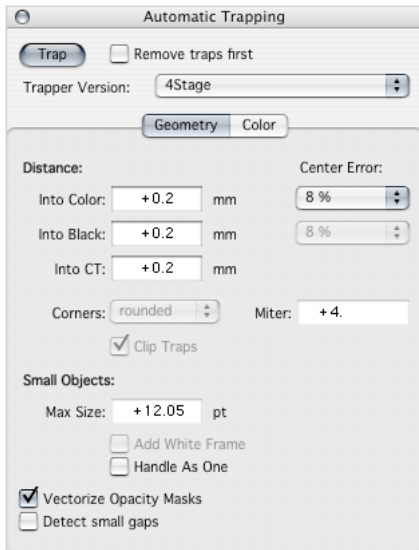 Automatic Trapping
Trap Remove traps first
Trapper Version: 4Stage
Geometry Color
Distance: Center Error:
Into Color: +0.2 mm 8 %
Into Black: +0.2 mm 8 %
Into CT: +0.2 mm
Corners: rounded Miter: +4.
Clip Traps
Small Objects:
Max Size: +12.05 pt
Add White Frame
Handle As One
Vectorize Opacity Masks
Detect small gaps